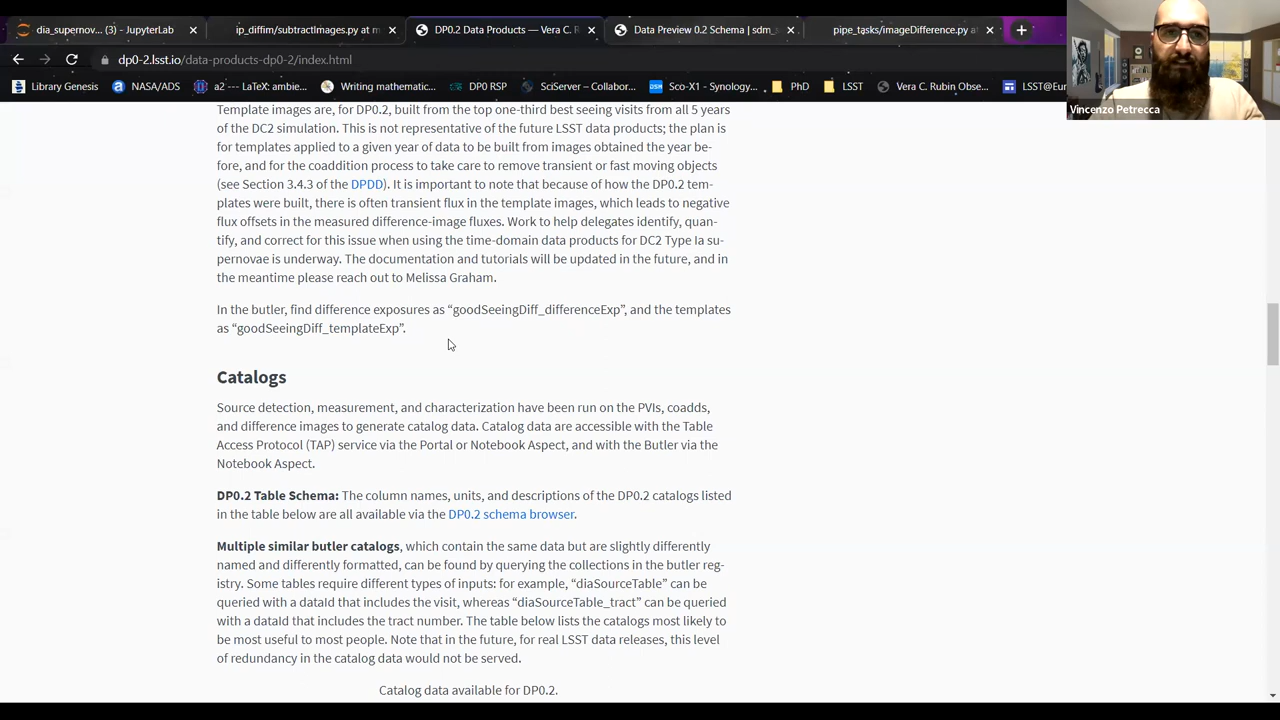 dia_supernov... (3) - JupyterLab
ip_diffim/subtractImages.py at m
DP0.2 Data Products — Vera C. R
Data Preview 0.2 Schema | sdm_s
pipe_tasks/imageDifference.py at
dp0-2.lsst.io/data-products-dp0-2/index.html
Library Genesis
NASA/ADS
a2 --- LaTeX: ambie...
Writing mathematic...
DP0 RSP
SciServer – Collabor...
Sco-X1 - Synology...
PhD
LSST
Vera C. Rubin Obse...
LSST@Eur
Vincenzo Petrecca
Template images are, for DP0.2, built from the top one-third best seeing visits from all 5 years
of the DC2 simulation. This is not representative of the future LSST data products; the plan is
for templates applied to a given year of data to be built from images obtained the year be-
fore, and for the coaddition process to take care to remove transient or fast moving objects
(see Section 3.4.3 of the DPDD). It is important to note that because of how the DP0.2 tem-
plates were built, there is often transient flux in the template images, which leads to negative
flux offsets in the measured difference-image fluxes. Work to help delegates identify, quan-
tify, and correct for this issue when using the time-domain data products for DC2 Type Ia su-
pernovae is underway. The documentation and tutorials will be updated in the future, and in
the meantime please reach out to Melissa Graham.
In the butler, find difference exposures as “goodSeeingDiff_differenceExp”, and the templates
as “goodSeeingDiff_templateExp”.
Catalogs
Source detection, measurement, and characterization have been run on the PVIs, coadds,
and difference images to generate catalog data. Catalog data are accessible with the Table
Access Protocol (TAP) service via the Portal or Notebook Aspect, and with the Butler via the
Notebook Aspect.
DP0.2 Table Schema: The column names, units, and descriptions of the DP0.2 catalogs listed
in the table below are all available via the DP0.2 schema browser.
Multiple similar butler catalogs, which contain the same data but are slightly differently
named and differently formatted, can be found by querying the collections in the butler reg-
istry. Some tables require different types of inputs: for example, “diaSourceTable” can be
queried with a dataId that includes the visit, whereas “diaSourceTable_tract” can be queried
with a dataId that includes the tract number. The table below lists the catalogs most likely to
be most useful to most people. Note that in the future, for real LSST data releases, this level
of redundancy in the catalog data would not be served.
Catalog data available for DP0.2.